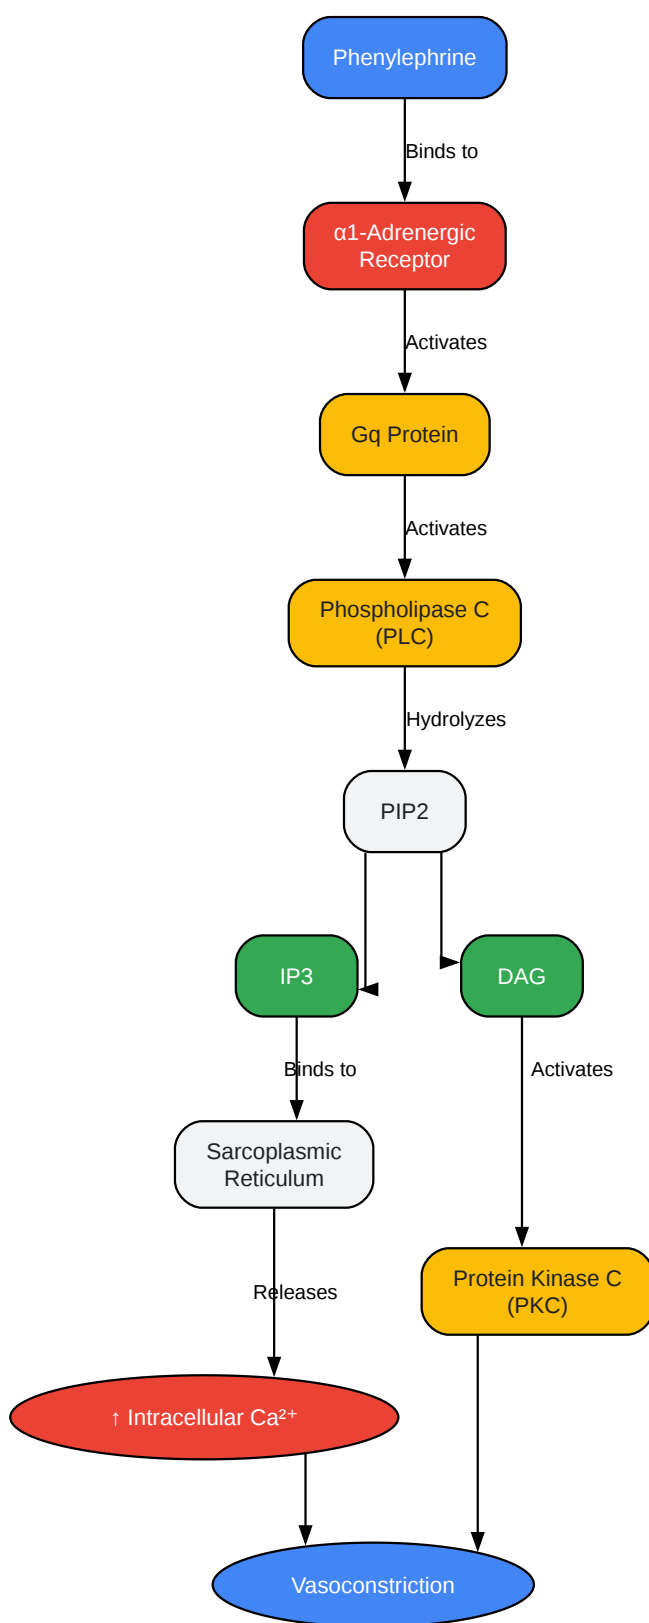 Phenylephrine
Binds to
α1-Adrenergic
Receptor
Activates
Gq Protein
Activates
Phospholipase C
(PLC)
Hydrolyzes
PIP2
IP3
DAG
Binds to
Activates
Sarcoplasmic
Reticulum
Releases
Protein Kinase C
(PKC)
↑ Intracellular Ca²⁺
Vasoconstriction